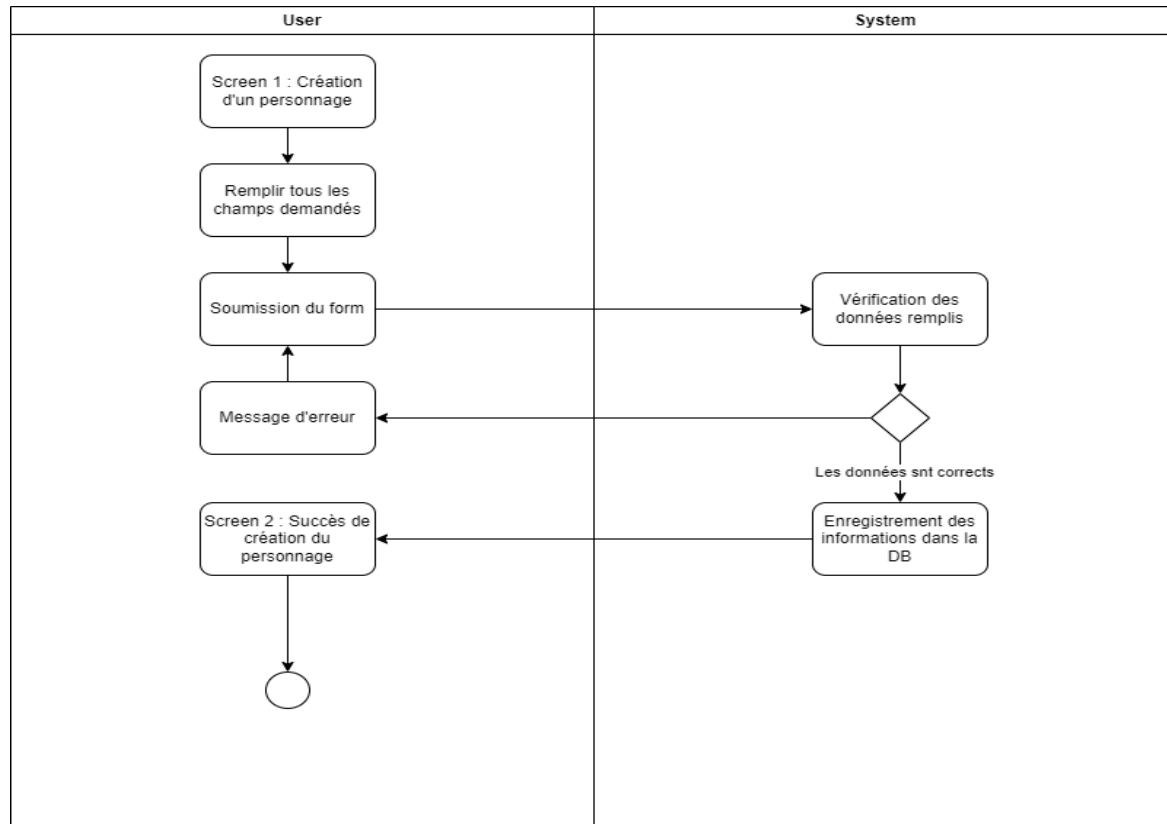 User
System
Screen 1 : Création
d'un personnage
Remplir tous les
champs demandés
Soumission du form
Vérification des
données remplis
Message d'erreur
Les données snt corrects
Screen 2 : Succès de
création du
personnage
Enregistrement des
informations dans la
DB